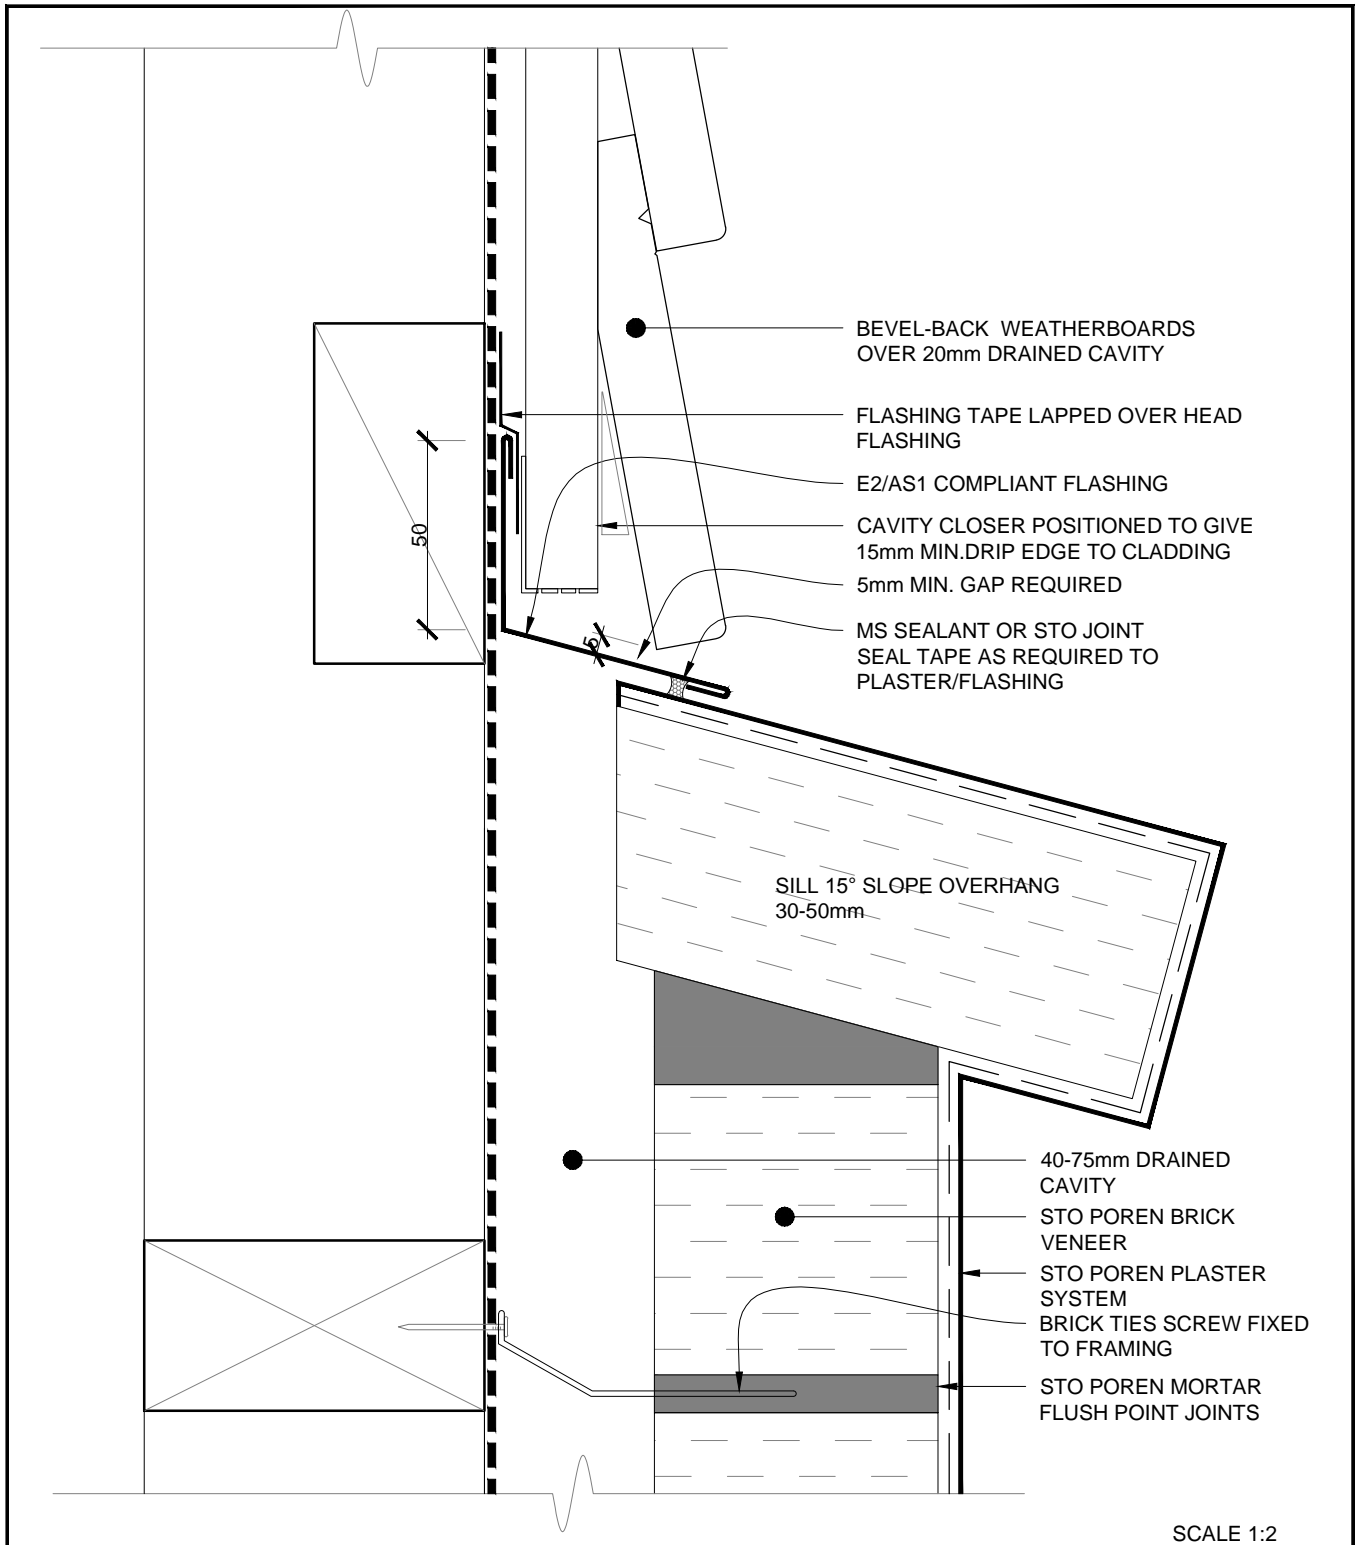 BEVEL-BACK WEATHERBOARDS
OVER 20mm DRAINED CAVITY
FLASHING TAPE LAPPED OVER HEAD
FLASHING
E2/AS1 COMPLIANT FLASHING
50
CAVITY CLOSER POSITIONED TO GIVE
15mm MIN.DRIP EDGE TO CLADDING
5mm MIN. GAP REQUIRED
5
MS SEALANT OR STO JOINT
SEAL TAPE AS REQUIRED TO
PLASTER/FLASHING
SILL 15° SLOPE OVERHANG
30-50mm
40-75mm DRAINED
CAVITY
STO POREN BRICK
VENEER
STO POREN PLASTER
SYSTEM
BRICK TIES SCREW FIXED
TO FRAMING
STO POREN MORTAR
FLUSH POINT JOINTS
SCALE 1:2